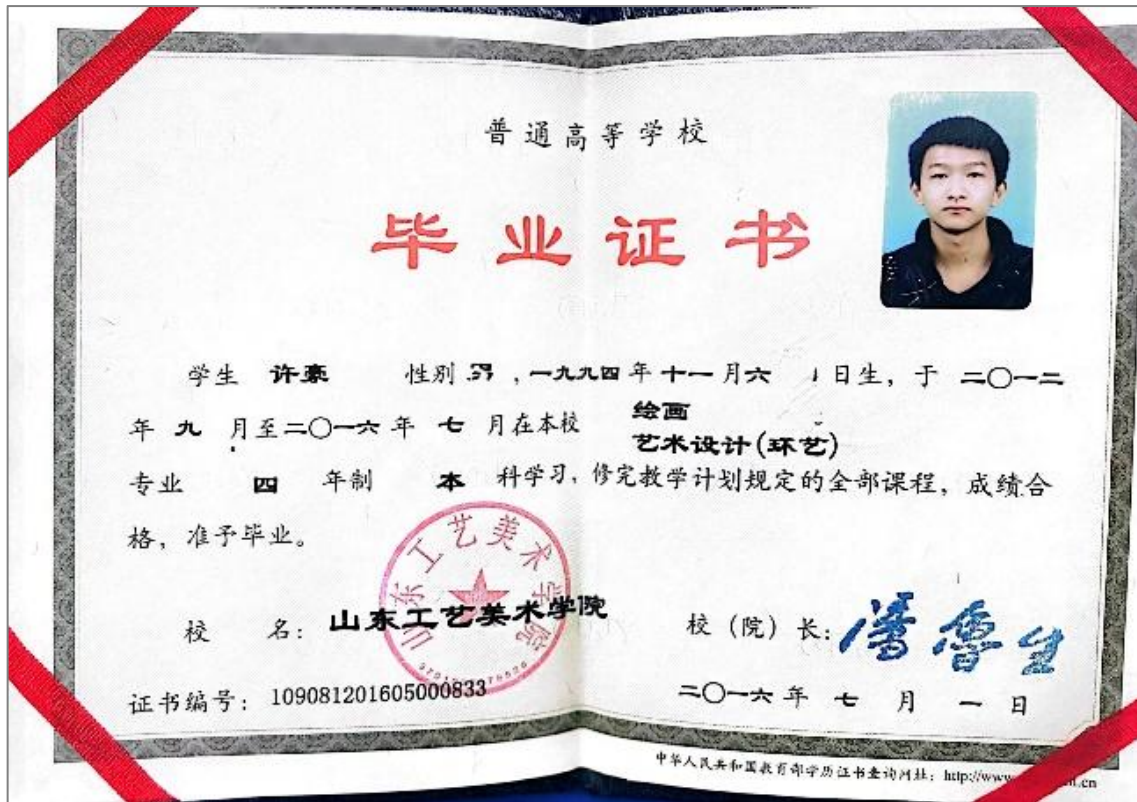 普通高等学校
毕业证书
学生 许豪 性别 男，一九九四年十一月六 日生，于二〇一二
年九月至二〇一六年七月在本校 绘画
艺术设计(环艺)
专业 四 年制 本 科学习，修完教学计划规定的全部课程，成绩合
格，准予毕业。
山东工艺美术学院
校 名：山东工艺美术学院 校（院）长：潘鲁生
证书编号：109081201605000833 二〇一六年七月一日
中华人民共和国教育部学历证书查询网址：http://www